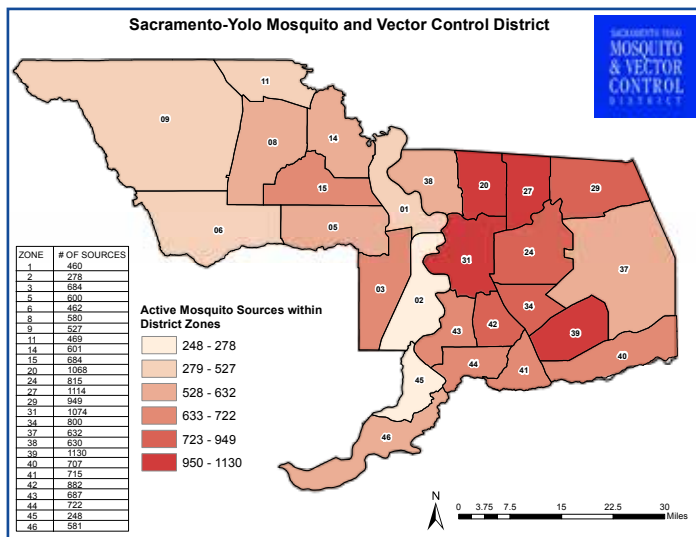 Sacramento-Yolo Mosquito and Vector Control District
SACRAMENTO-YOLO
MOSQUITO
& VECTOR
CONTROL
DISTRICT
11
09
08
14
15
38
20
27
29
01
06
05
31
24
37
03
02
34
43
42
39
44
41
40
45
46
ZONE # OF SOURCES
1 460
2 278
3 684
5 600
6 462
8 580
9 527
11 469
14 601
15 684
20 1068
24 815
27 1114
29 949
31 1074
34 800
37 632
38 630
39 1130
40 707
41 715
42 882
43 687
44 722
45 248
46 581
Active Mosquito Sources within
District Zones
248 - 278
279 - 527
528 - 632
633 - 722
723 - 949
950 - 1130
N
0 3.75 7.5 15 22.5 30
Miles